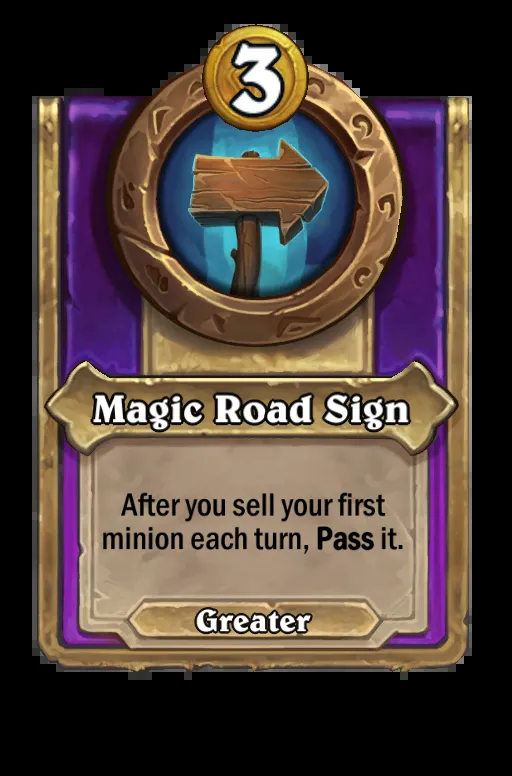 3
Magic Road Sign
After you sell your first
minion each turn, Pass it.
Greater